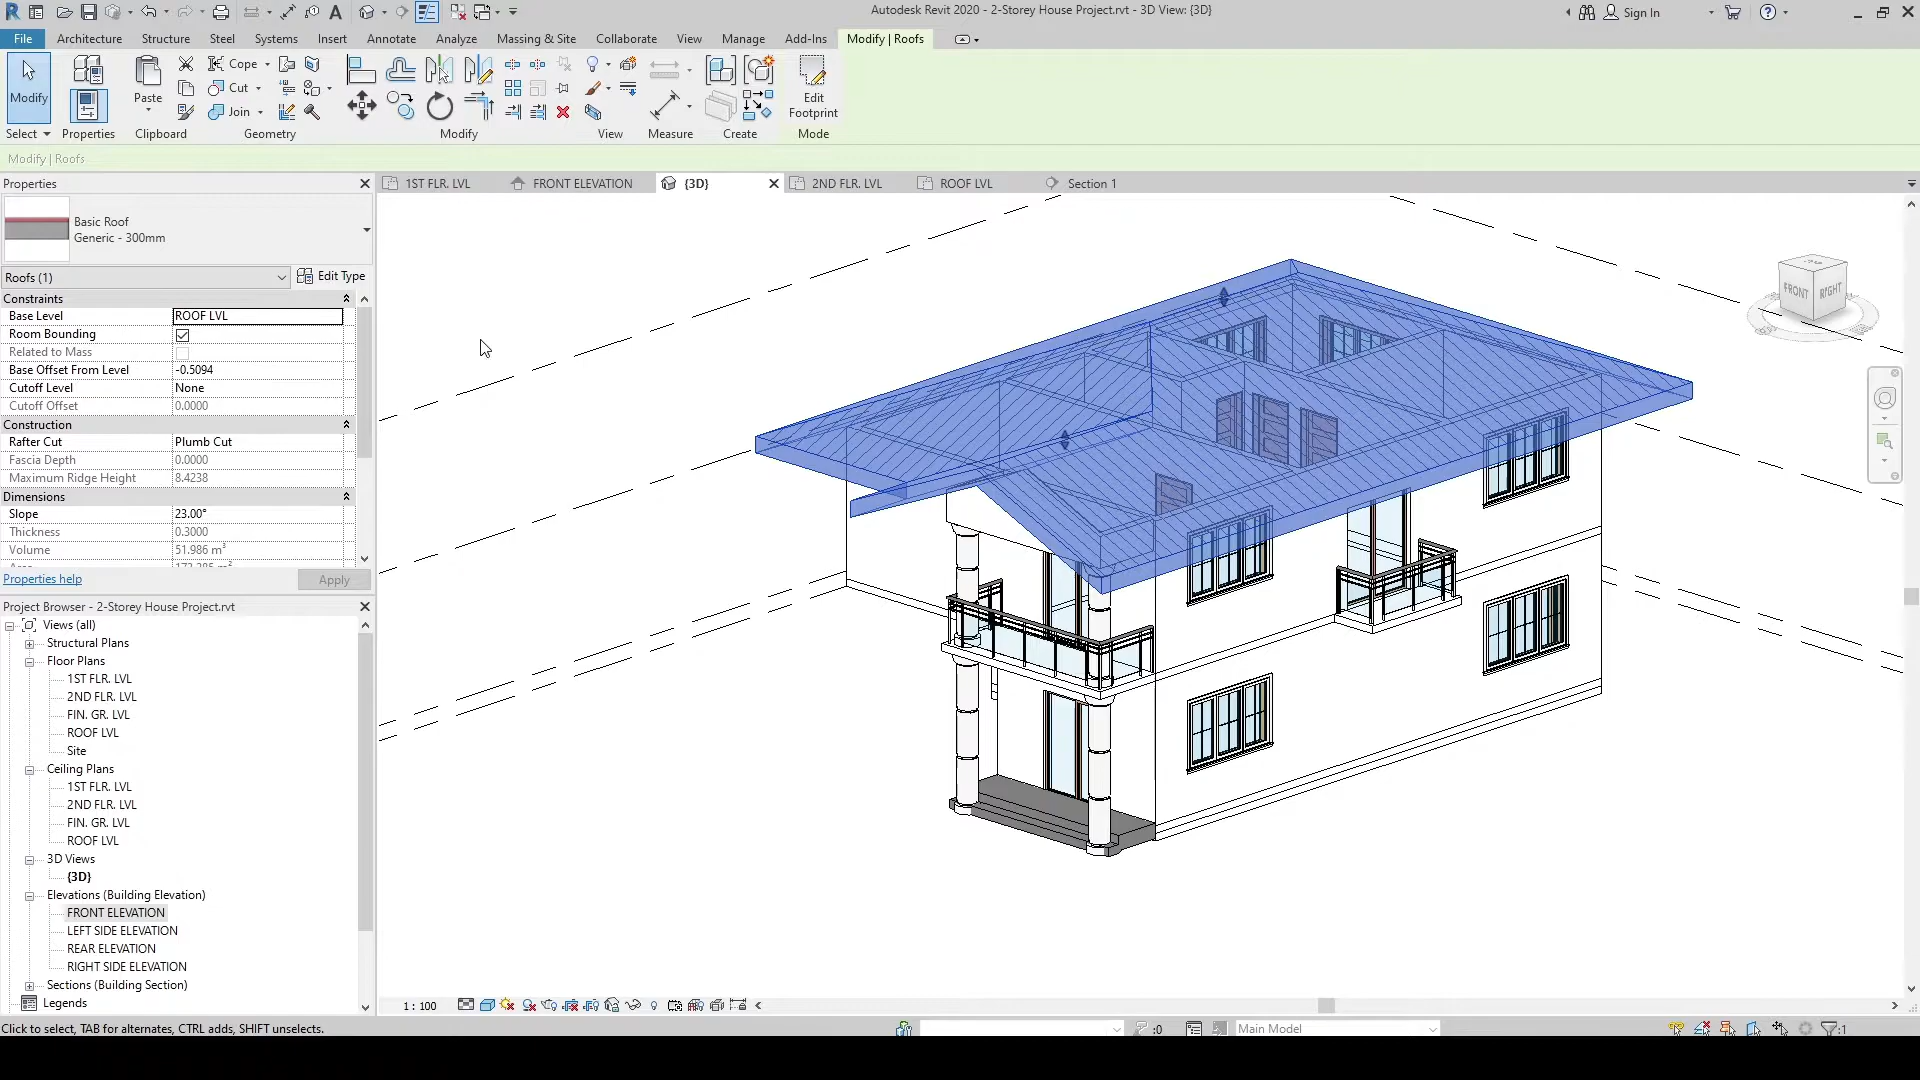 Autodesk Revit 2020 - 2-Storey House Project.rvt - 3D View: {3D}
Sign In
File
Architecture
Structure
Steel
Systems
Insert
Annotate
Analyze
Massing & Site
Collaborate
View
Manage
Add-Ins
Modify | Roofs
Modify
Paste
Cope
Cut
Join
Edit
Footprint
Select
Properties
Clipboard
Geometry
Modify
View
Measure
Create
Mode
Modify | Roofs
Properties
1ST FLR. LVL
FRONT ELEVATION
{3D}
2ND FLR. LVL
ROOF LVL
Section 1
Basic Roof
Generic - 300mm
Roofs (1)
Edit Type
Constraints
Base Level
ROOF LVL
Room Bounding
Related to Mass
Base Offset From Level
-0.5094
Cutoff Level
None
Cutoff Offset
0.0000
Construction
Rafter Cut
Plumb Cut
Fascia Depth
0.0000
Maximum Ridge Height
8.4238
Dimensions
Slope
23.00°
Thickness
0.3000
Volume
51.986 m³
Properties help
Apply
Project Browser - 2-Storey House Project.rvt
Views (all)
Structural Plans
Floor Plans
1ST FLR. LVL
2ND FLR. LVL
FIN. GR. LVL
ROOF LVL
Site
Ceiling Plans
1ST FLR. LVL
2ND FLR. LVL
FIN. GR. LVL
ROOF LVL
3D Views
{3D}
Elevations (Building Elevation)
FRONT ELEVATION
LEFT SIDE ELEVATION
REAR ELEVATION
RIGHT SIDE ELEVATION
Sections (Building Section)
Legends
FRONT
RIGHT
1 : 100
Click to select, TAB for alternates, CTRL adds, SHIFT unselects.
:0
Main Model
:1